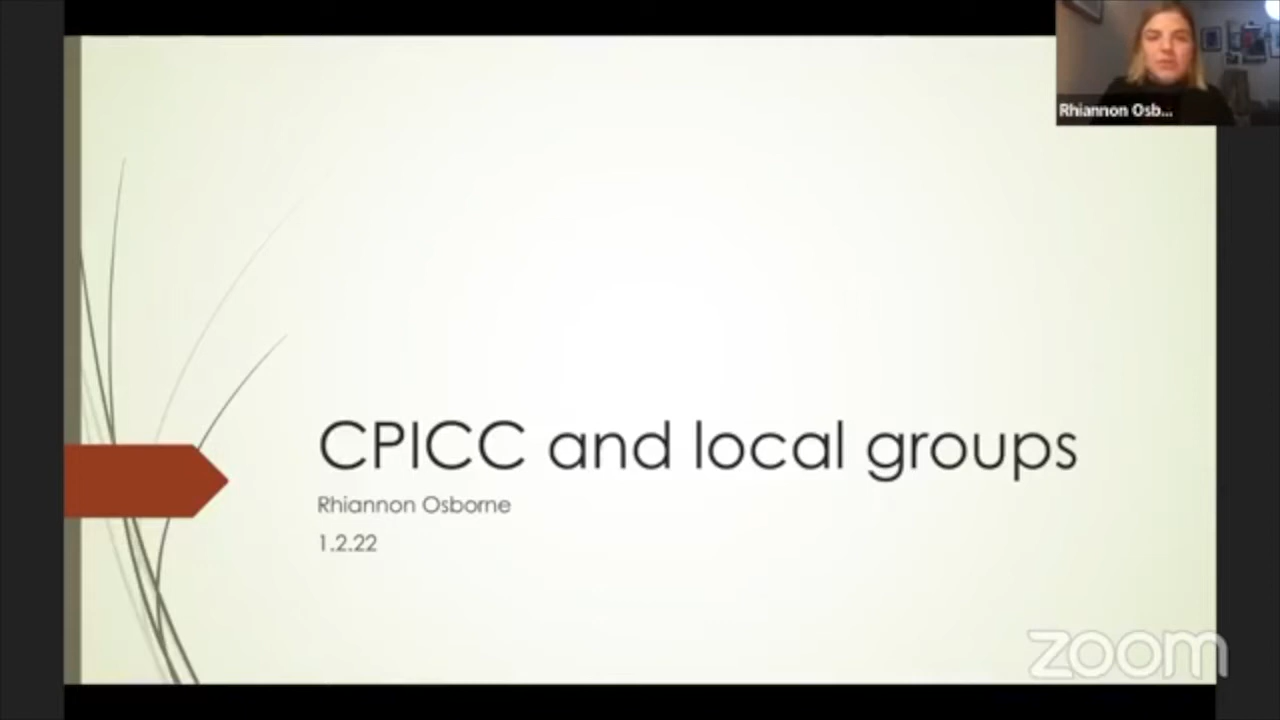 Rhiannon Osb...
CPICC and local groups
Rhiannon Osborne
1.2.22
zoom